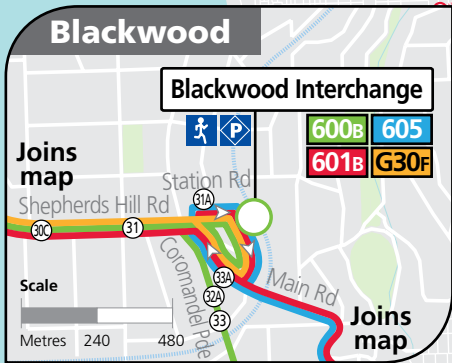 Blackwood
Blackwood Interchange
P
600B 605
601B G30F
Joins
map
Station Rd
31A
Shepherds Hill Rd
30C
31
Coromandel Pde
33A
32A
33
Main Rd
Scale
Metres 240 480
Joins
map